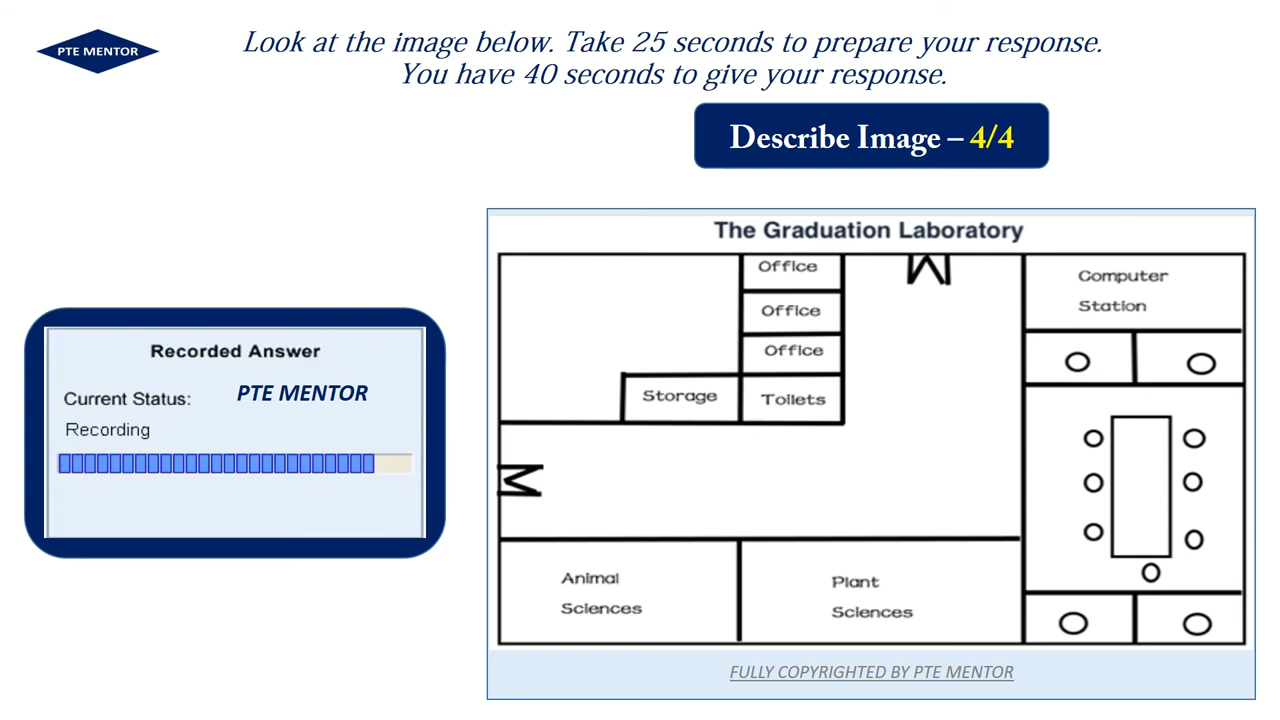 PTE MENTOR
Look at the image below. Take 25 seconds to prepare your response.
You have 40 seconds to give your response.
Describe Image – 4/4
Recorded Answer
Current Status: PTE MENTOR
Recording
The Graduation Laboratory
Office
Office
Office
Storage
Toilets
Computer
Station
Animal
Sciences
Plant
Sciences
FULLY COPYRIGHTED BY PTE MENTOR